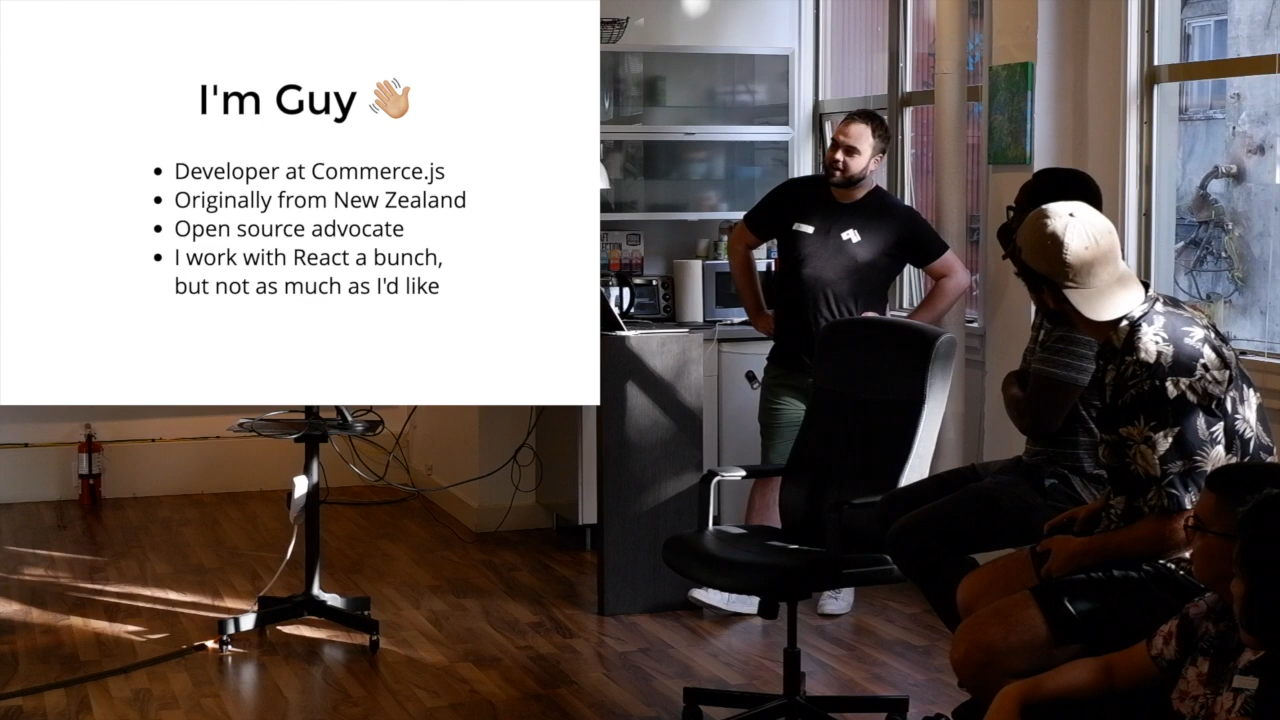 I'm Guy 👋🏼
• Developer at Commerce.js
• Originally from New Zealand
• Open source advocate
• I work with React a bunch,
but not as much as I'd like